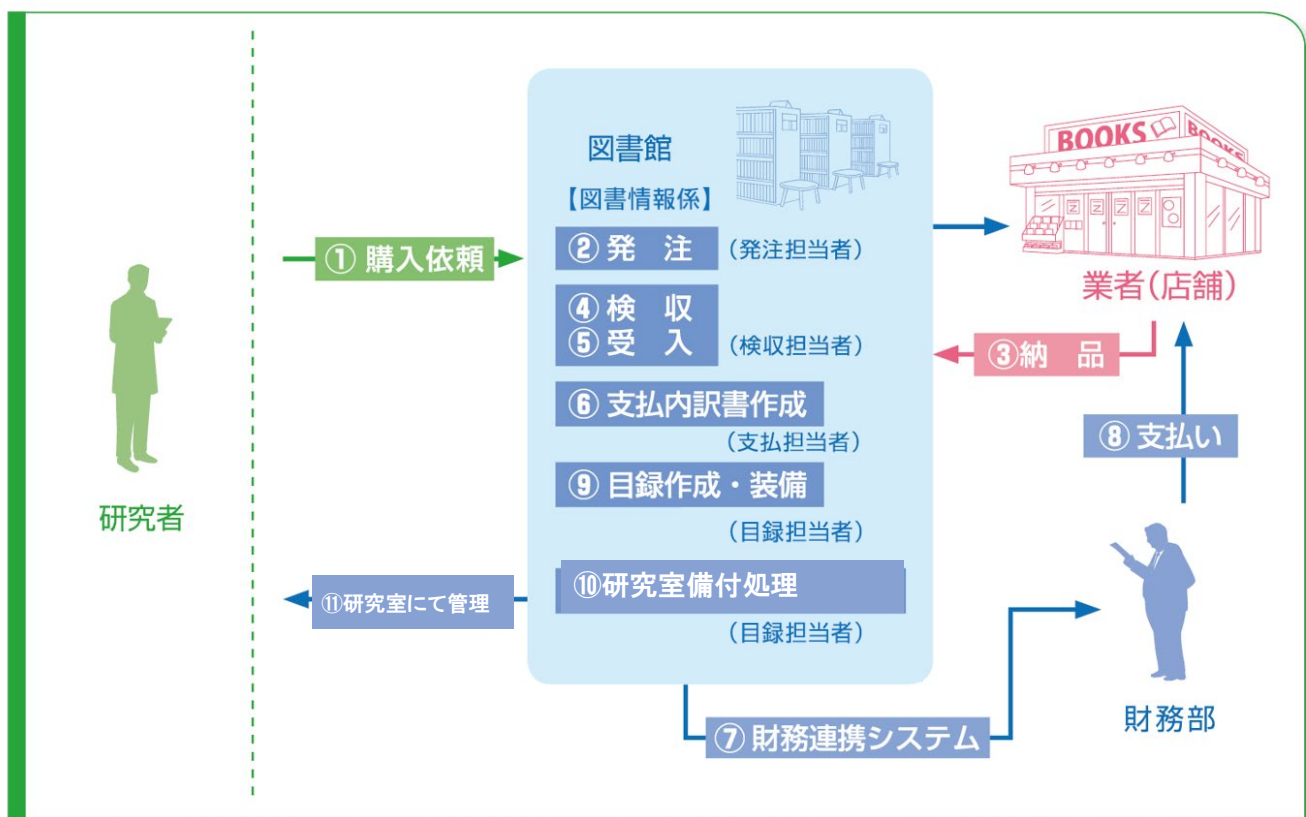 図書館
【図書情報係】
① 購入依頼
② 発 注
(発注担当者)
④ 検 収
⑤ 受 入
(検収担当者)
⑥ 支払内訳書作成
(支払担当者)
⑨ 目録作成・装備
(目録担当者)
⑩研究室備付処理
(目録担当者)
⑪研究室にて管理
研究者
BOOKS
BOOKS
業者(店舗)
③納 品
⑧ 支払い
財務部
⑦ 財務連携システム